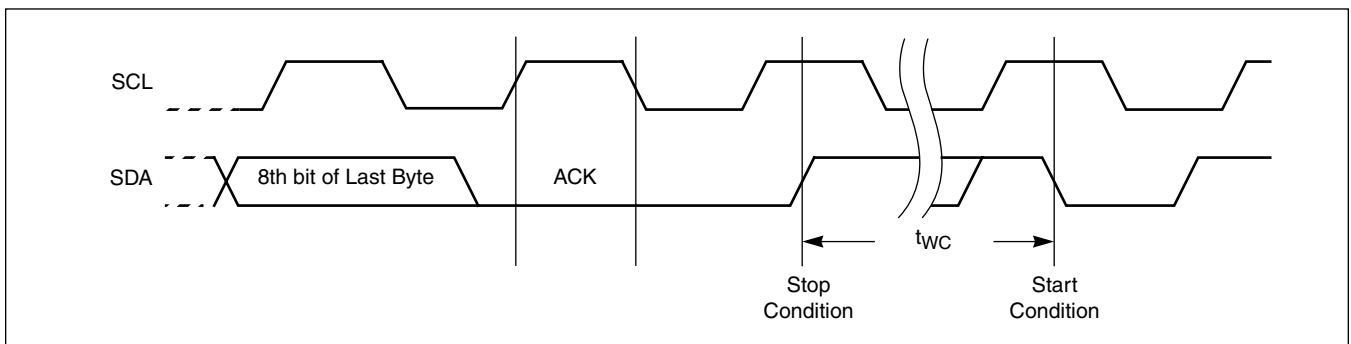 SCL
SDA
8th bit of Last Byte
ACK
tWC
Stop
Condition
Start
Condition